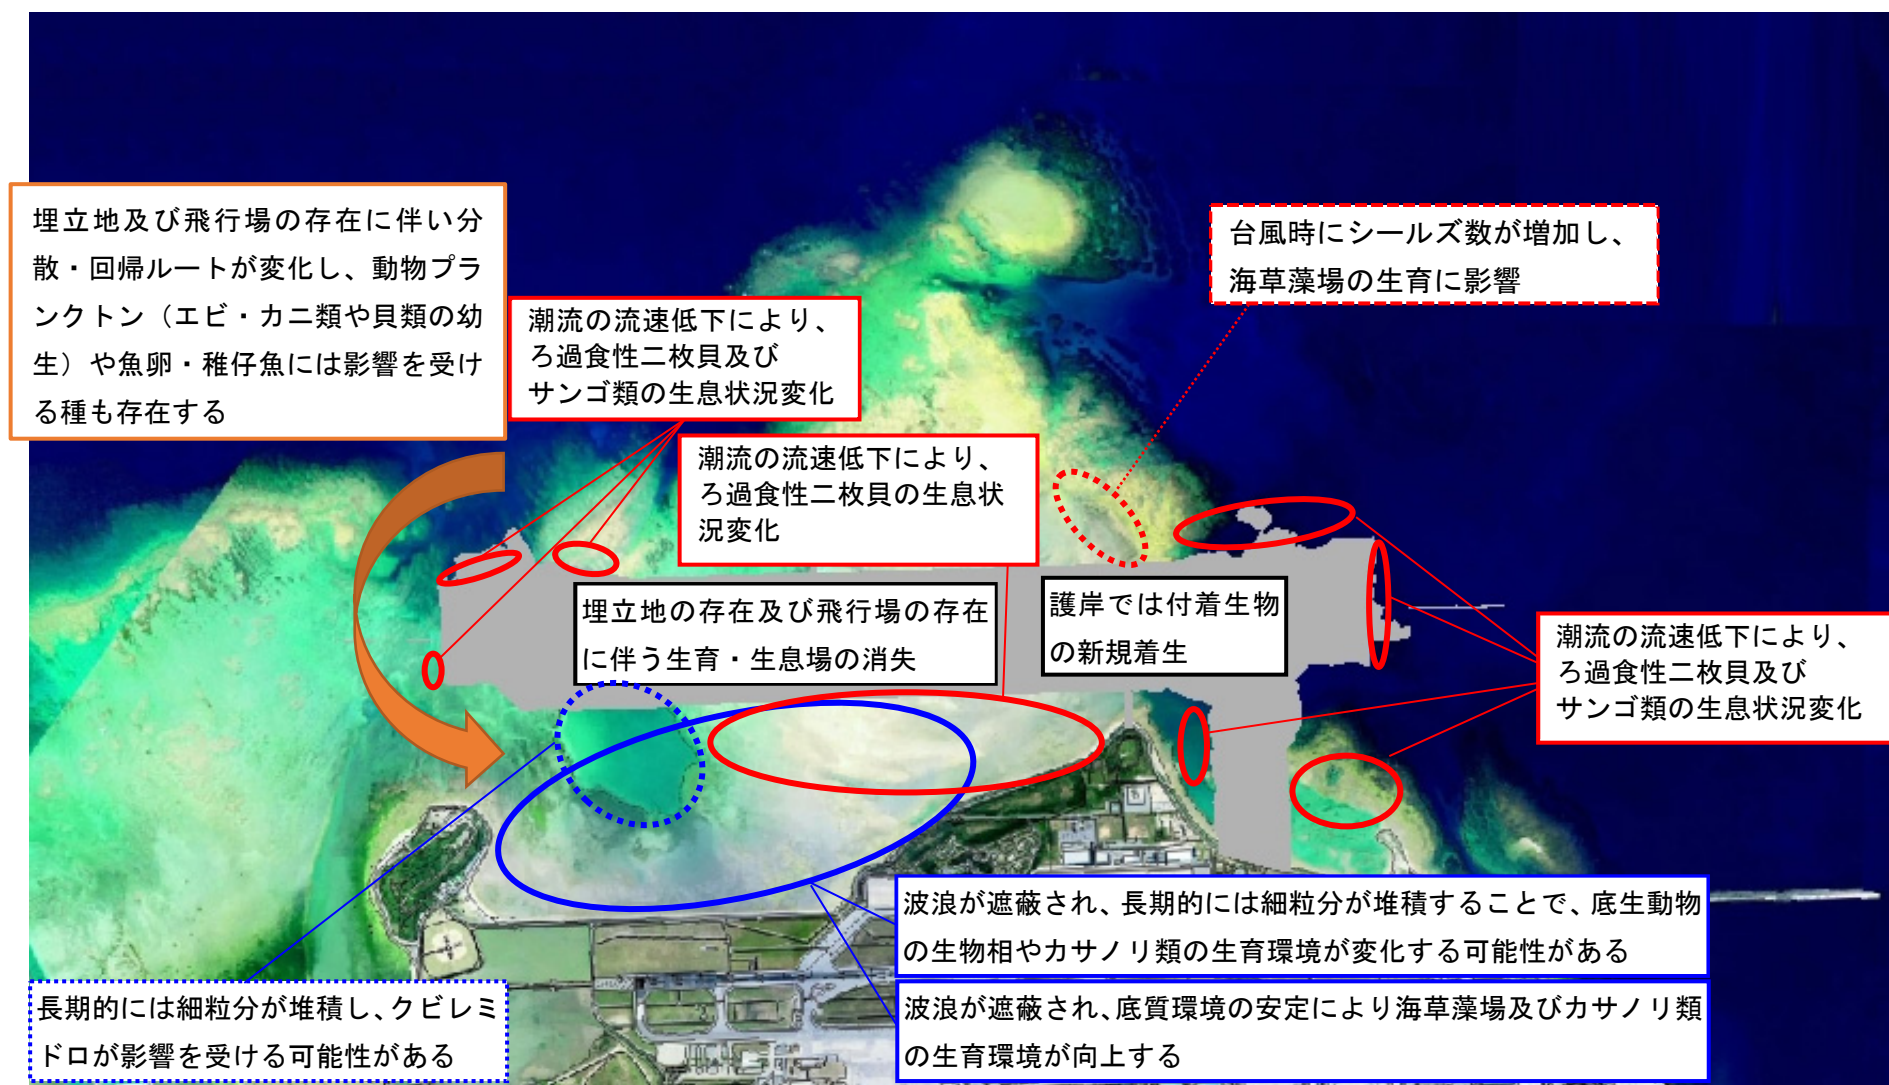 埋立地及び飛行場の存在に伴い分
散・回帰ルートが変化し、動物プラ
ンクトン（エビ・カニ類や貝類の幼
生）や魚卵・稚仔魚には影響を受け
る種も存在する
潮流の流速低下により、
ろ過食性二枚貝及び
サンゴ類の生息状況変化
潮流の流速低下により、
ろ過食性二枚貝の生息状
況変化
台風時にシールズ数が増加し、
海草藻場の生育に影響
埋立地の存在及び飛行場の存在
に伴う生育・生息場の消失
護岸では付着生物
の新規着生
潮流の流速低下により、
ろ過食性二枚貝及び
サンゴ類の生息状況変化
波浪が遮蔽され、長期的には細粒分が堆積することで、底生動物
の生物相やカサノリ類の生育環境が変化する可能性がある
長期的には細粒分が堆積し、クビレミ
ドロが影響を受ける可能性がある
波浪が遮蔽され、底質環境の安定により海草藻場及びカサノリ類
の生育環境が向上する